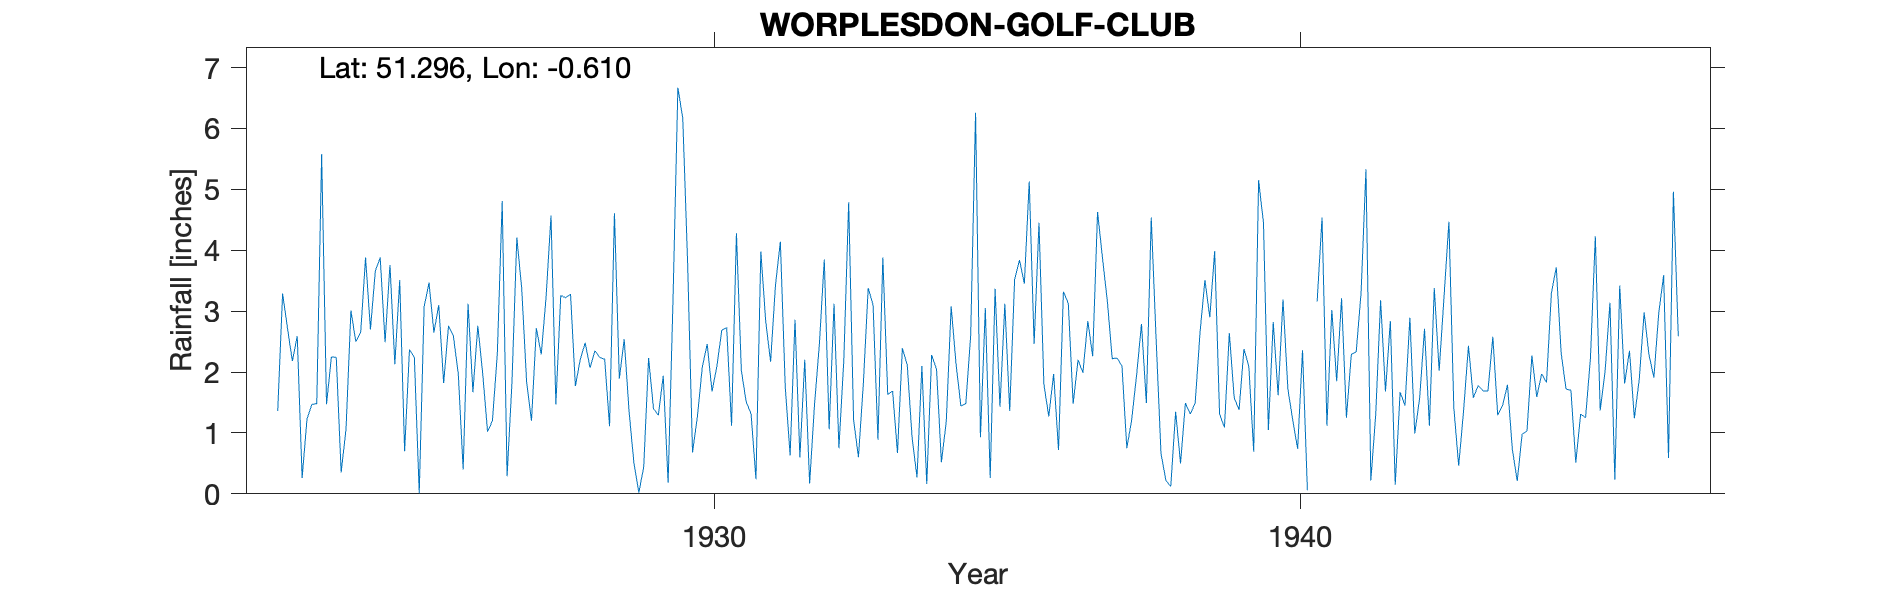 WORPLESDON-GOLF-CLUB
Lat: 51.296, Lon: -0.610
7
6
5
4
3
2
1
0
Rainfall [inches]
1930 1940
Year